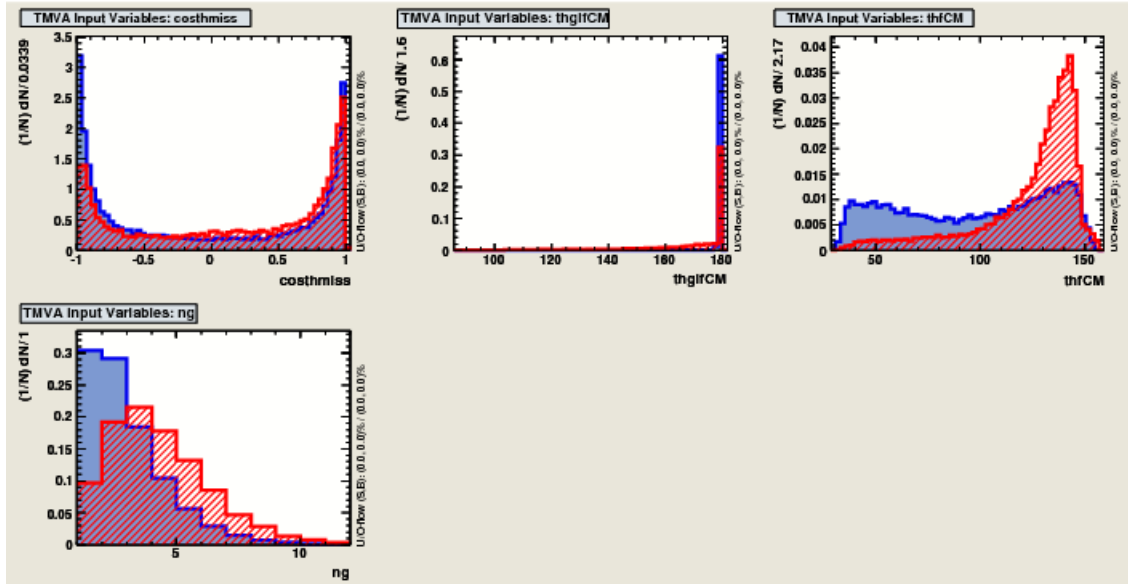 TMVA Input Variables: costhmiss
(1/N) dN/ 0.0339
3.5
3
2.5
2
1.5
1
0.5
0
-1
-0.5
0
0.5
1
costhmiss
U/O-flow (S,B): (0.0, 0.0)% / (0.0, 0.0)%
TMVA Input Variables: thglfCM
(1/N) dN/ 1.6
0.6
0.5
0.4
0.3
0.2
0.1
0
100
120
140
160
180
thglfCM
U/O-flow (S,B): (0.0, 0.0)% / (0.0, 0.0)%
TMVA Input Variables: thfCM
(1/N) dN/ 2.17
0.04
0.035
0.03
0.025
0.02
0.015
0.01
0.005
0
50
100
150
thfCM
U/O-flow (S,B): (0.0, 0.0)% / (0.0, 0.0)%
TMVA Input Variables: ng
(1/N) dN/ 1
0.3
0.25
0.2
0.15
0.1
0.05
0
5
10
ng
U/O-flow (S,B): (0.0, 0.0)% / (0.0, 0.0)%